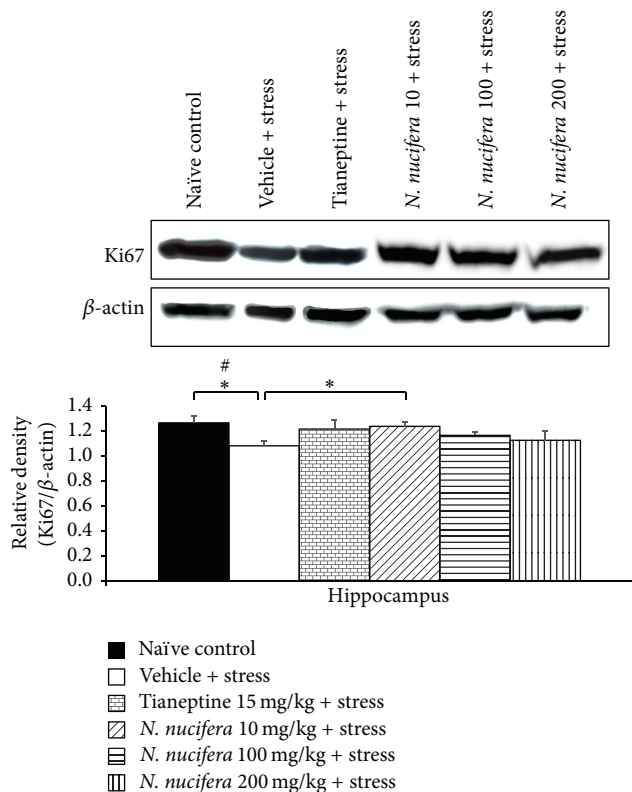 Naïve control
Vehicle + stress
Tianeptine + stress
N. nucifera 10 + stress
N. nucifera 100 + stress
N. nucifera 200 + stress
Ki67
β-actin
#
*
*
Relative density
(Ki67/β-actin)
1.4
1.2
1.0
0.8
0.6
0.4
0.2
0.0
Hippocampus
Naïve control
Vehicle + stress
Tianeptine 15 mg/kg + stress
N. nucifera 10 mg/kg + stress
N. nucifera 100 mg/kg + stress
N. nucifera 200 mg/kg + stress